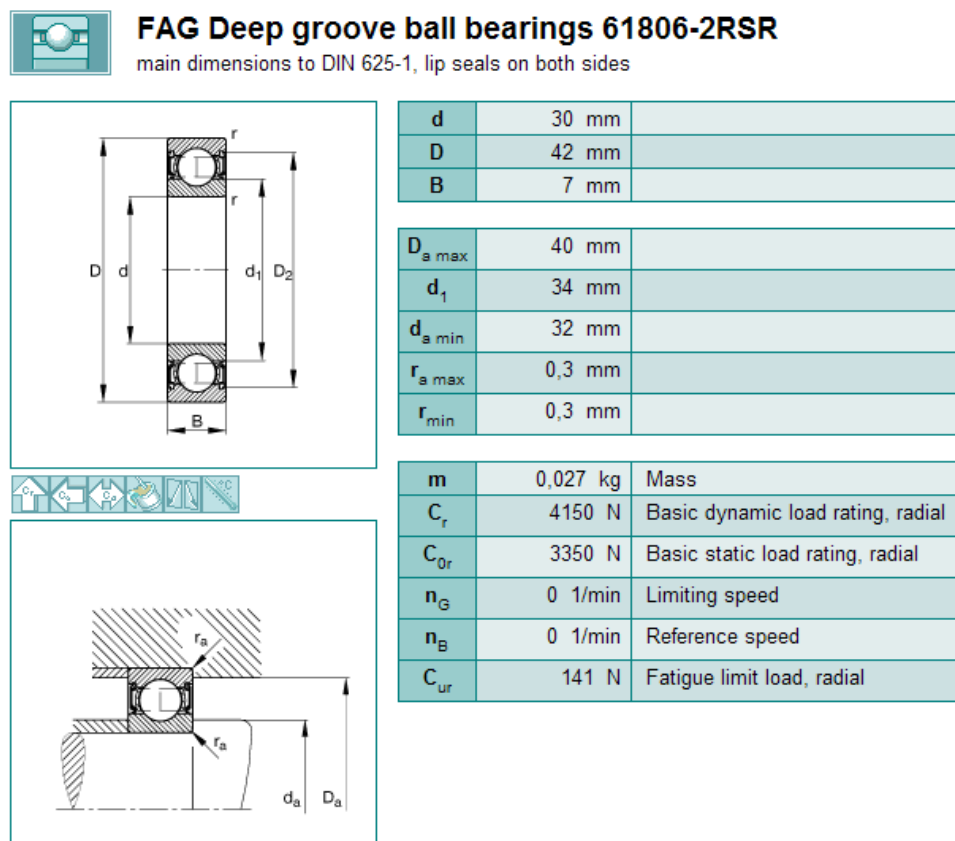 FAG Deep groove ball bearings 61806-2RSR
main dimensions to DIN 625-1, lip seals on both sides
r
r
D
d
d1
D2
B
d 30 mm
D 42 mm
B 7 mm
Da max 40 mm
d1 34 mm
da min 32 mm
ra max 0,3 mm
rmin 0,3 mm
m 0,027 kg Mass
Cr 4150 N Basic dynamic load rating, radial
C0r 3350 N Basic static load rating, radial
nG 0 1/min Limiting speed
nB 0 1/min Reference speed
Cur 141 N Fatigue limit load, radial
Cr
Ca
°C
ra
ra
da
Da